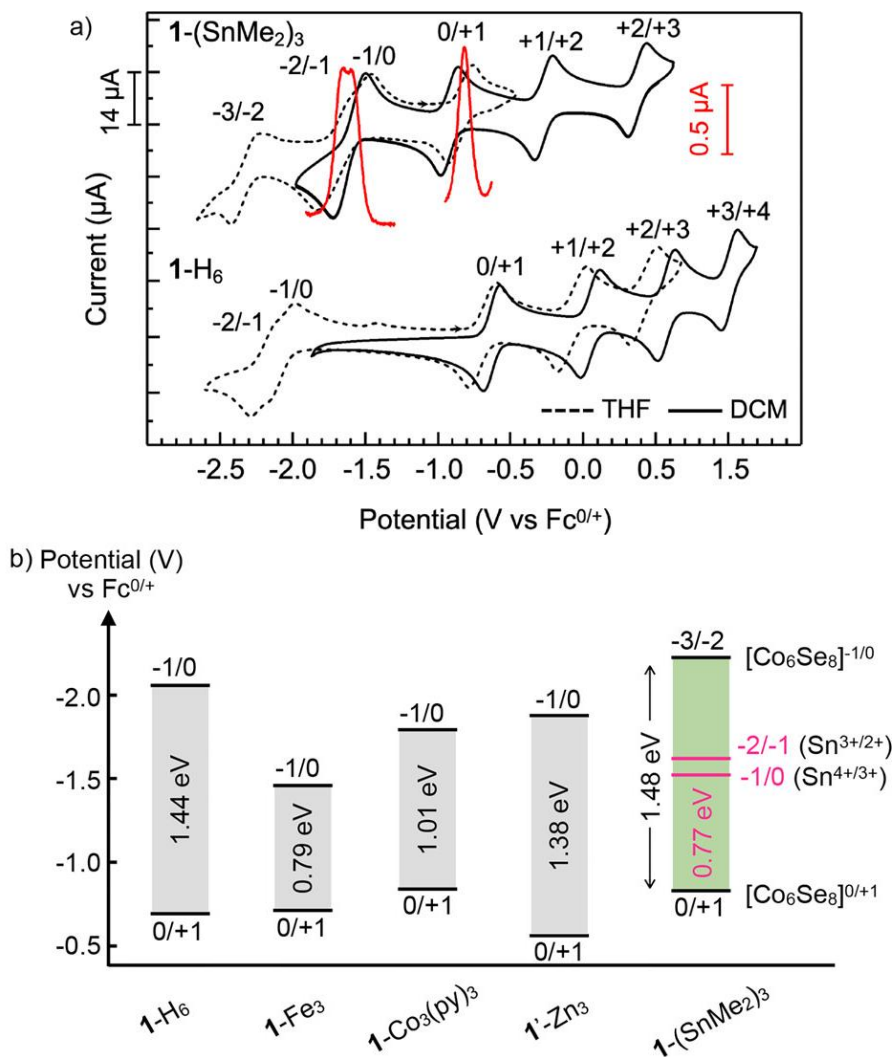 a)
1-(SnMe₂)₃
-3/-2
-2/-1
-1/0
0/+1
+1/+2
+2/+3
14 µA
0.5 µA
Current (µA)
1-H₆
-2/-1
-1/0
0/+1
+1/+2
+2/+3
+3/+4
THF
DCM
-2.5 -2.0 -1.5 -1.0 -0.5 0.0 0.5 1.5
Potential (V vs Fc⁰/⁺)
b) Potential (V)
vs Fc⁰/⁺
-2.0
-1.5
-1.0
-0.5
-1/0
1.44 eV
0/+1
-1/0
0.79 eV
0/+1
-1/0
1.01 eV
0/+1
-1/0
1.38 eV
0/+1
-3/-2
[Co₆Se₈]⁻¹/⁰
1.48 eV
-2/-1 (Sn³⁺/²⁺)
-1/0 (Sn⁴⁺/³⁺)
0.77 eV
[Co₆Se₈]⁰/⁺¹
0/+1
1-H₆
1-Fe₃
1-Co₃(py)₃
1'-Zn₃
1-(SnMe₂)₃